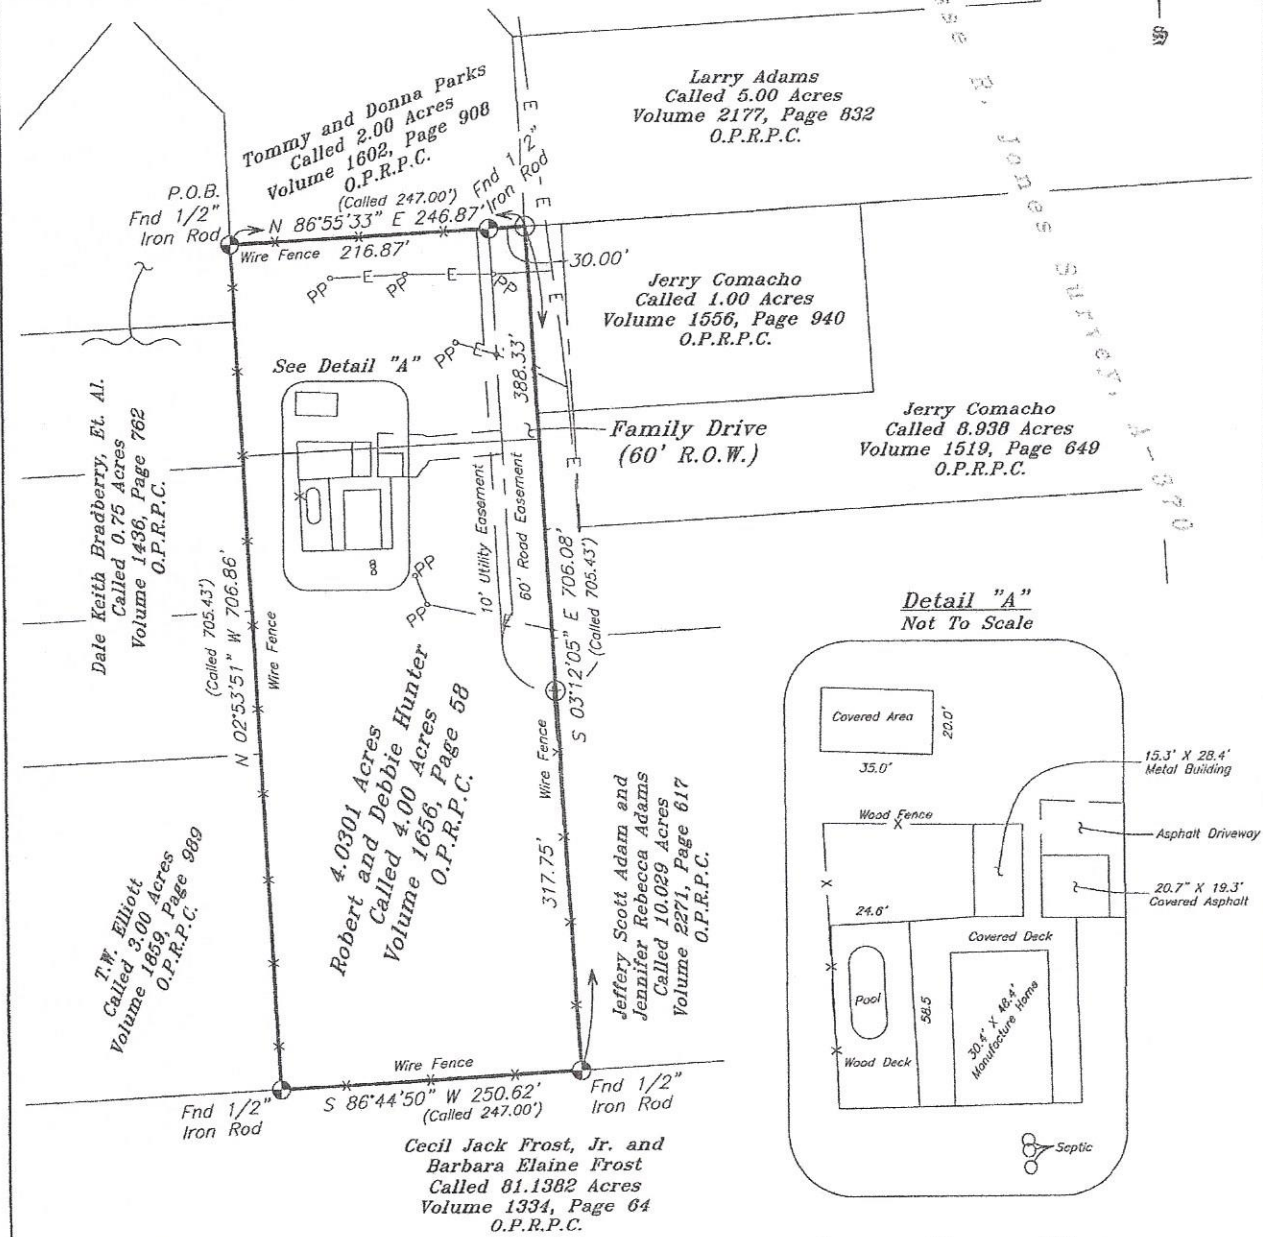 Larry Adams
Called 5.00 Acres
Volume 2177, Page 832
O.P.R.P.C.
Tommy and Donna Parks
Called 2.00 Acres
Volume 1602, Page 908
O.P.R.P.C.
(Called 247.00')
N 86°55'33" E 246.87'
216.87'
Wire Fence
P.O.B.
Fnd 1/2"
Iron Rod
Fnd 1/2"
Iron Rod
E
E
E
E
30.00'
PP
E
PP
E
PP
PP
E
E
E
Jerry Comacho
Called 1.00 Acres
Volume 1556, Page 940
O.P.R.P.C.
Jones Survey, A-370
388.33'
See Detail "A"
Family Drive
(60' R.O.W.)
Jerry Comacho
Called 8.938 Acres
Volume 1519, Page 649
O.P.R.P.C.
Dale Keith Bradberry, Et. Al.
Called 0.75 Acres
Volume 1436, Page 762
O.P.R.P.C.
10' Utility Easement
60' Road Easement
PP
PP
E
S 03°12'05" E 706.08'
(Called 705.43')
(Called 705.43')
N 02°53'51" W 706.86'
Wire Fence
4.0301 Acres
Robert and Debbie Hunter
Called 4.00 Acres
Volume 1656, Page 58
O.P.R.P.C.
Wire Fence
317.75'
Jeffery Scott Adam and
Jennifer Rebecca Adams
Called 10.029 Acres
Volume 2271, Page 617
O.P.R.P.C.
T.W. Elliott
Called 3.00 Acres
Volume 1859, Page 989
O.P.R.P.C.
Wire Fence
S 86°44'50" W 250.62'
(Called 247.00')
Fnd 1/2"
Iron Rod
Fnd 1/2"
Iron Rod
Cecil Jack Frost, Jr. and
Barbara Elaine Frost
Called 81.1382 Acres
Volume 1334, Page 64
O.P.R.P.C.
Detail "A"
Not To Scale
Covered Area
20.0'
35.0'
15.3' X 28.4'
Metal Building
Wood Fence
Asphalt Driveway
20.7" X 19.3'
Covered Asphalt
24.6'
Covered Deck
Pool
58.5
30.4' X 48.4'
Manufacture Home
Wood Deck
Septic